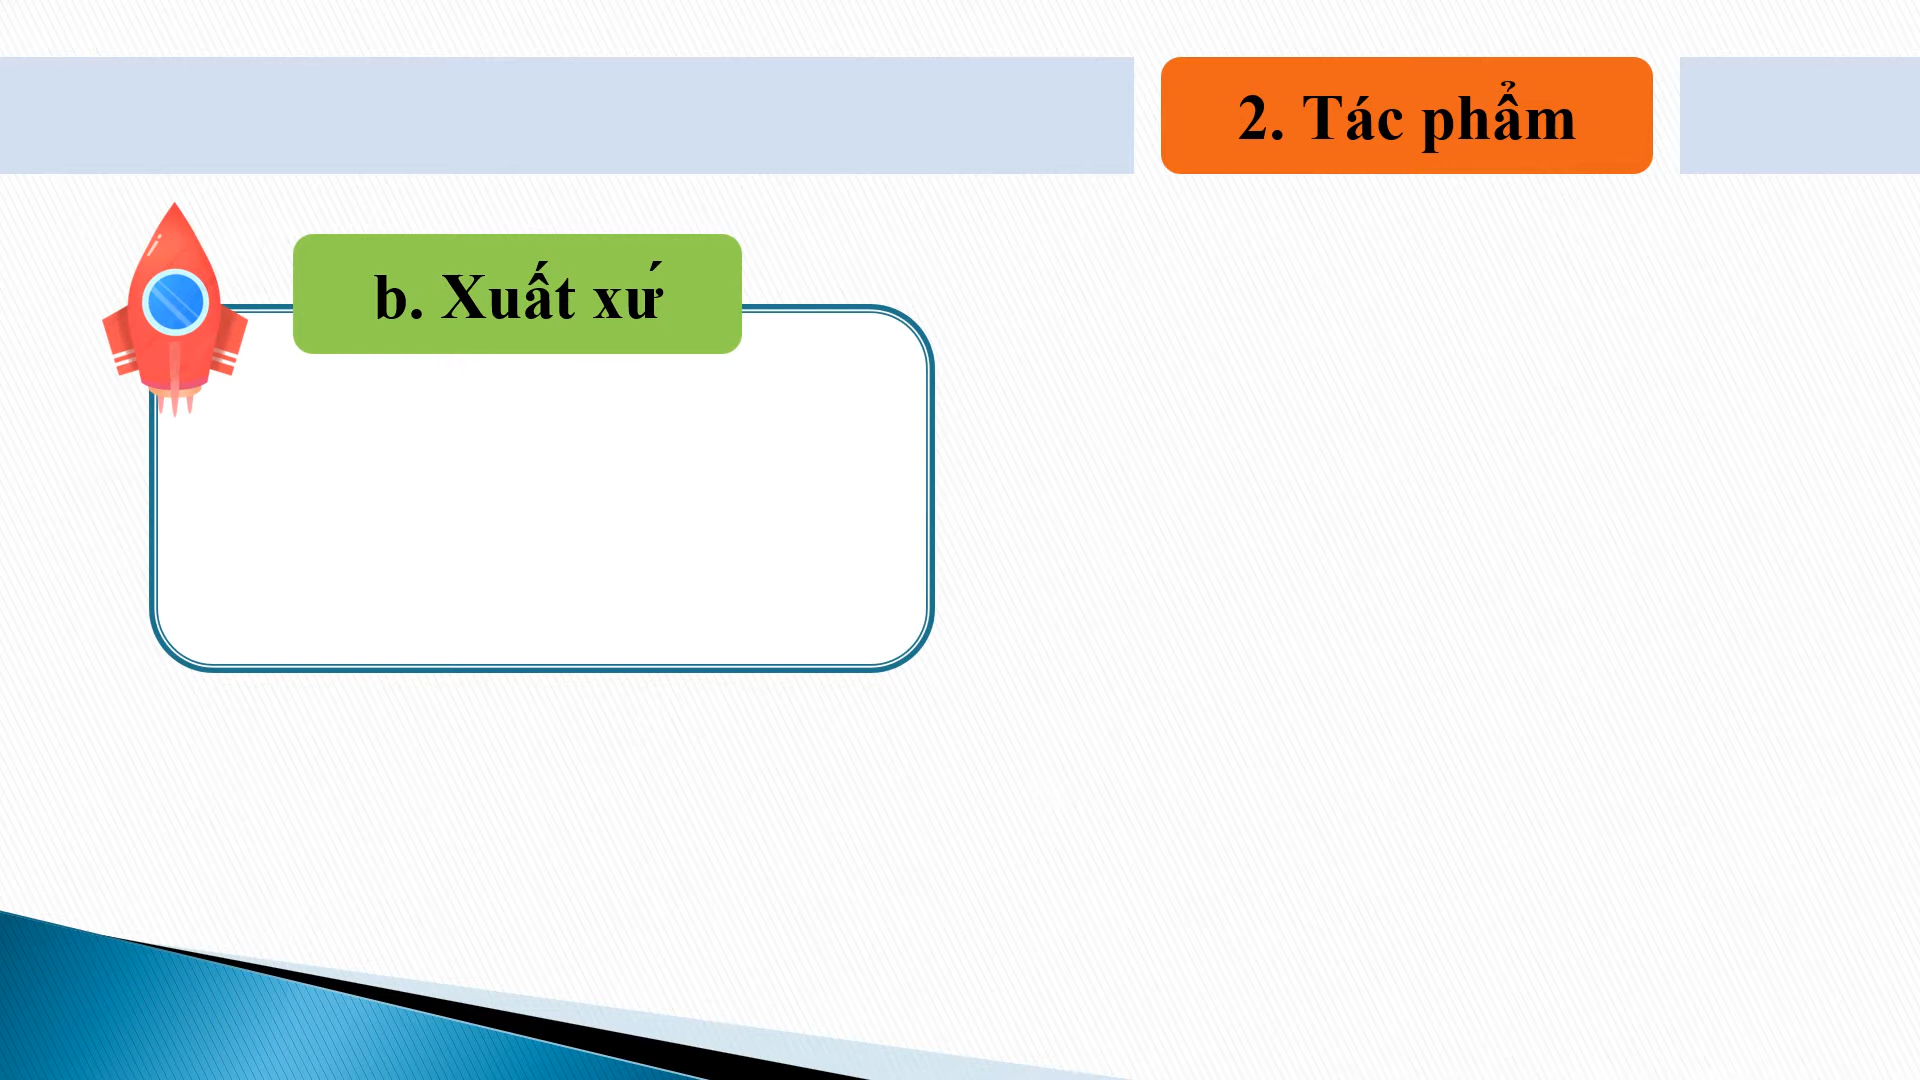 2. Tác phẩm
b. Xuất xứ